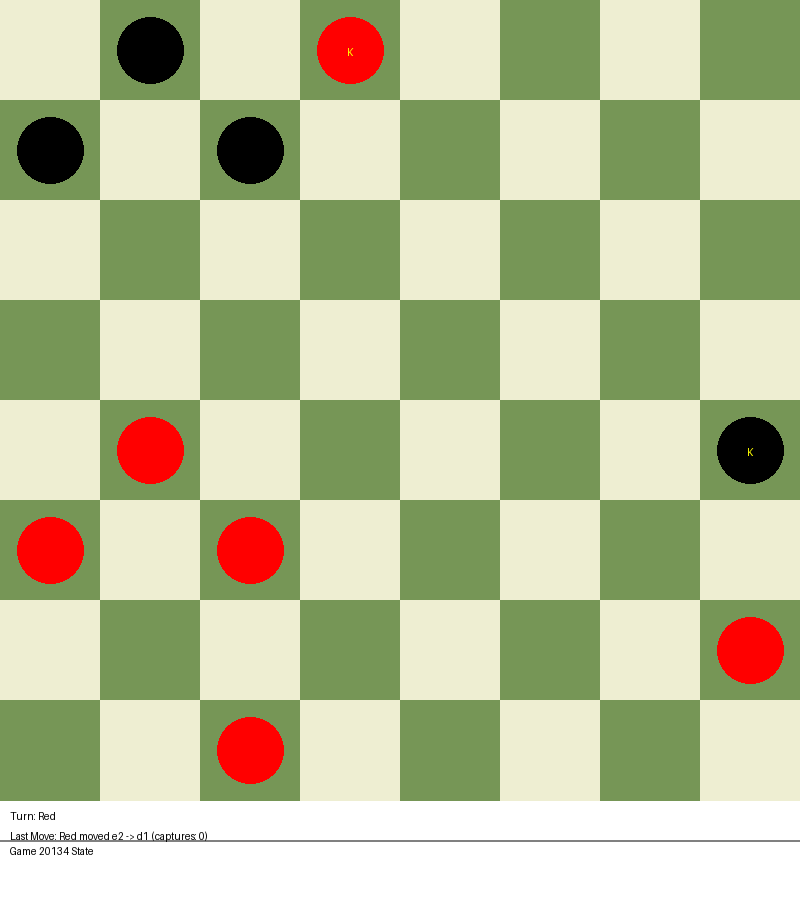 K
K
Turn: Red
Last Move: Red moved e2 -> d1 (captures: 0)
Game 20134 State